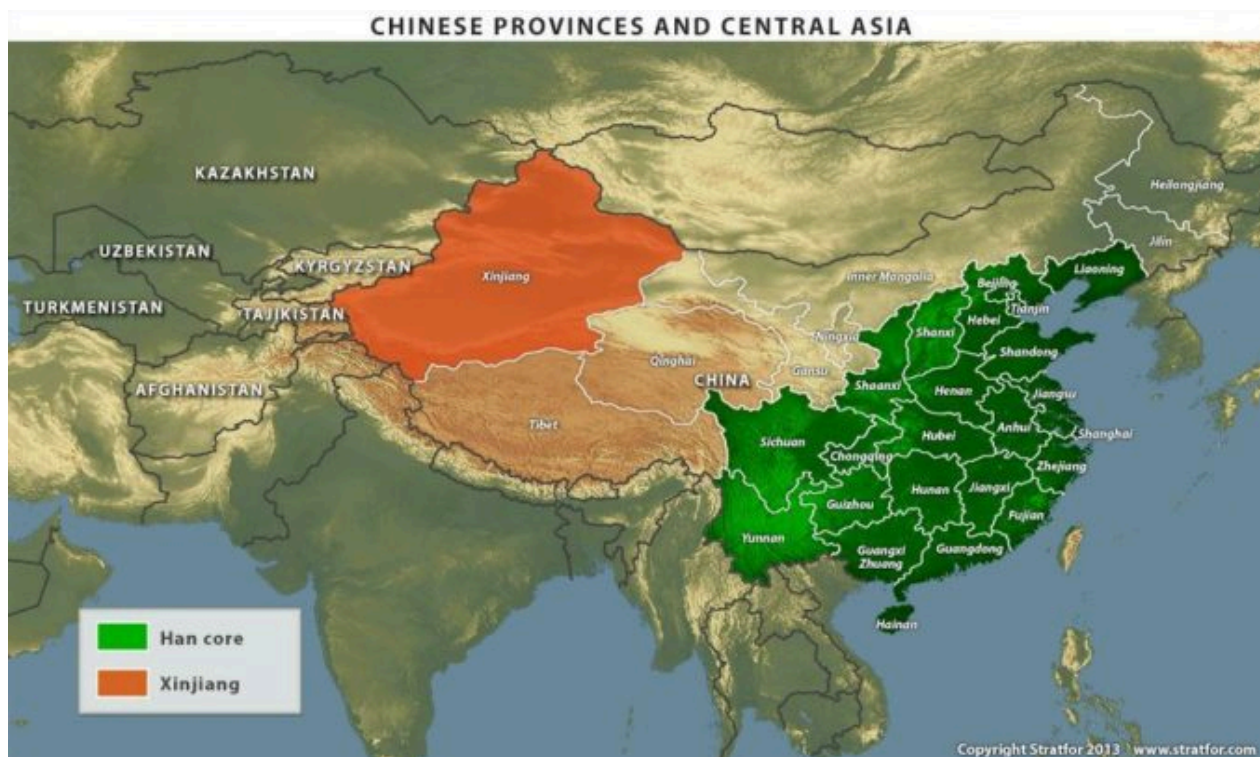 CHINESE PROVINCES AND CENTRAL ASIA
KAZAKHSTAN
Heilongjiang
UZBEKISTAN
Jilin
KYRGYZSTAN
Xinjiang
Inner Mangolia
Liaoning
Beijing
TURKMENISTAN
TAJIKISTAN
Tianjin
Hebei
Ningxia
Shanxi
Shandong
Qinghai
Gansu
AFGHANISTAN
CHINA
Shaanxi
Henan
Jiangsu
Tibet
Anhui
Sichuan
Hubei
Shanghai
Chongqing
Zhejiang
Hunan
Jiangxi
Guizhou
Fujian
Yunnan
Guangxi
Zhuang
Guangdong
Hainan
Han core
Xinjiang
Copyright Stratfor 2013 www.stratfor.com